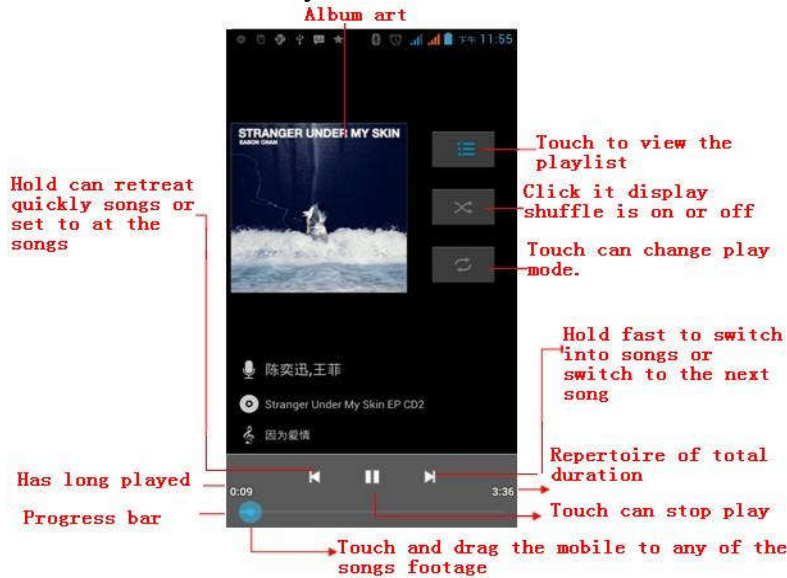 Album art
下午 11:55
STRANGER UNDER MY SKIN
EASON CHAN
Touch to view the
playlist
Hold can retreat
quickly songs or
set to at the
songs
Click it display
shuffle is on or off
Touch can change play
mode.
Hold fast to switch
into songs or
switch to the next
song
陈奕迅,王菲
Stranger Under My Skin EP CD2
因为爱情
Has long played
0:09
3:36
Repertoire of total
duration
Progress bar
Touch can stop play
Touch and drag the mobile to any of the
songs footage